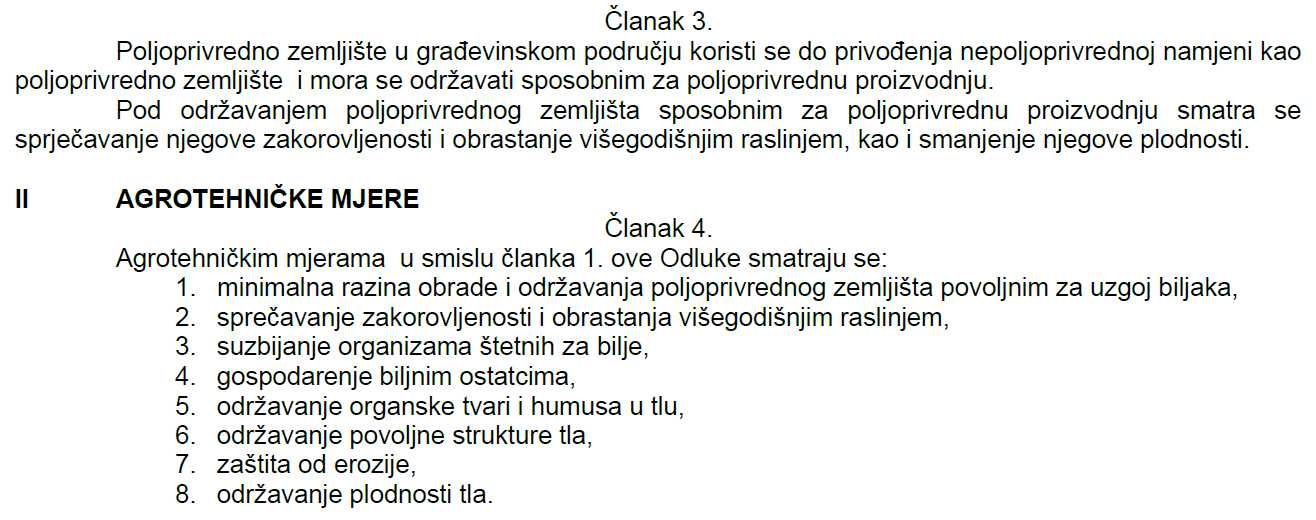 Članak 3.
Poljoprivredno zemljište u građevinskom području koristi se do privođenja nepoljoprivrednoj namjeni kao
poljoprivredno zemljište  i mora se održavati sposobnim za poljoprivrednu proizvodnju.
Pod održavanjem poljoprivrednog zemljišta sposobnim za poljoprivrednu proizvodnju smatra se
sprječavanje njegove zakorovljenosti i obrastanje višegodišnjim raslinjem, kao i smanjenje njegove plodnosti.
II AGROTEHNIČKE MJERE
Članak 4.
Agrotehničkim mjerama  u smislu članka 1. ove Odluke smatraju se:
1. minimalna razina obrade i održavanja poljoprivrednog zemljišta povoljnim za uzgoj biljaka,
2. sprečavanje zakorovljenosti i obrastanja višegodišnjim raslinjem,
3. suzbijanje organizama štetnih za bilje,
4. gospodarenje biljnim ostatcima,
5. održavanje organske tvari i humusa u tlu,
6. održavanje povoljne strukture tla,
7. zaštita od erozije,
8. održavanje plodnosti tla.